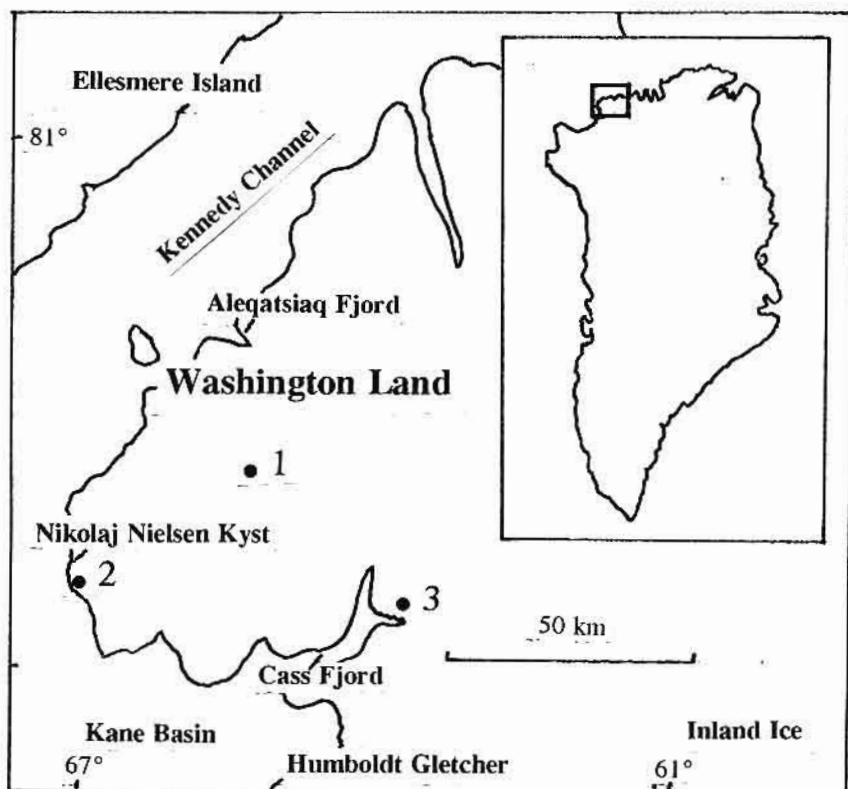 Ellesmere Island
81°
Kennedy Channel
Aleqatsiaq Fjord
Washington Land
1
Nikolaj Nielsen Kyst
2
3
50 km
Cass Fjord
Kane Basin
Inland Ice
67°
Humboldt Gletcher
61°